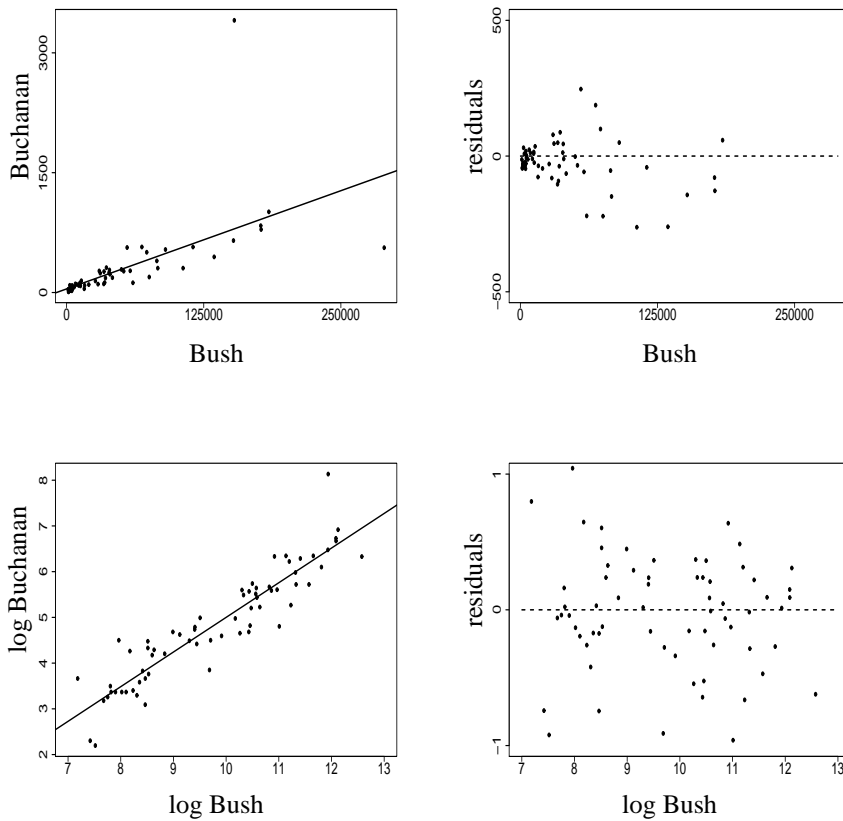 Buchanan
3000
1500
0
0 125000 250000
Bush
residuals
500
0
−500
0 125000 250000
Bush
log Buchanan
8
7
6
5
4
3
2
7 8 9 10 11 12 13
log Bush
residuals
1
0
−1
7 8 9 10 11 12 13
log Bush